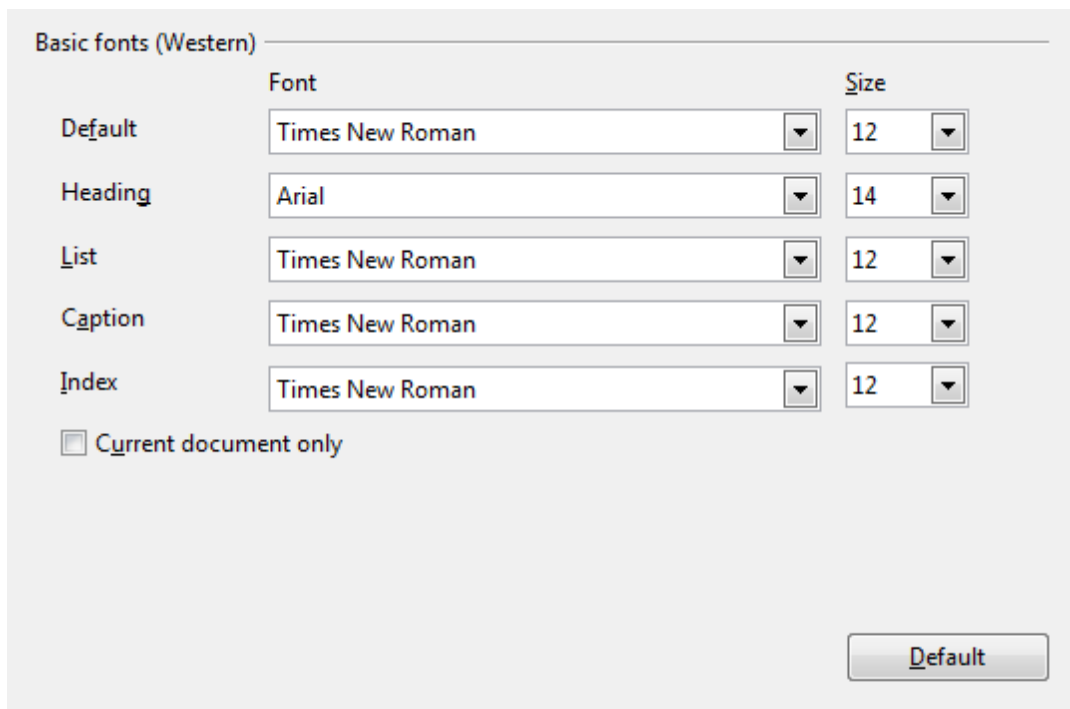 Basic fonts (Western)
Font Size
Default Times New Roman 12
Heading Arial 14
List Times New Roman 12
Caption Times New Roman 12
Index Times New Roman 12
Current document only
Default